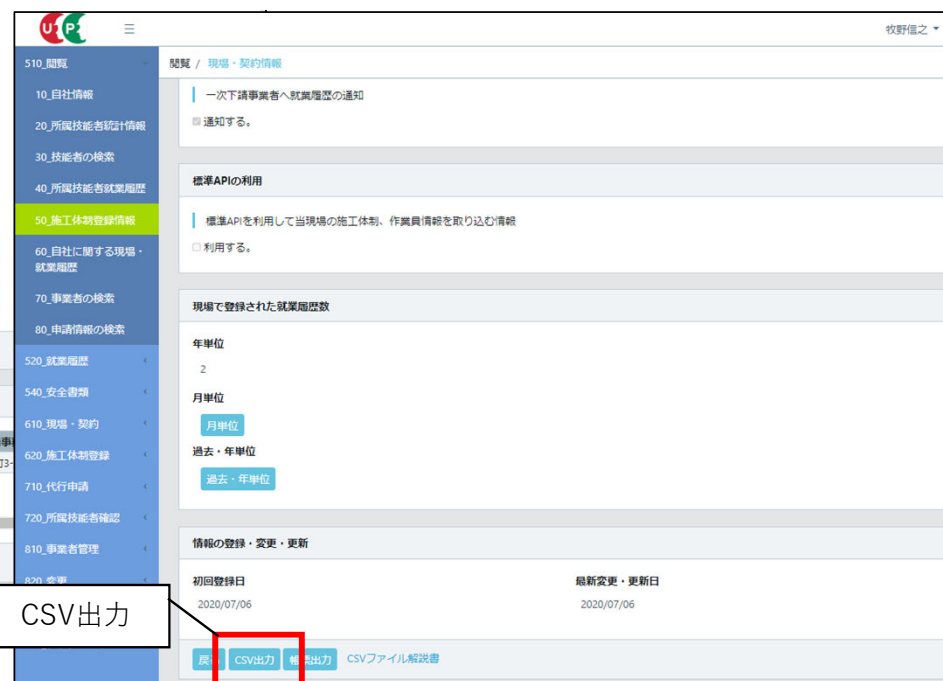 牧野信之
510_閲覧
閲覧 / 現場・契約情報
10_自社情報
20_所属技能者統計情報
30_技能者の検索
40_所属技能者就業履歴
50_施工体制登録情報
60_自社に関する現場・
就業履歴
70_事業者の検索
80_申請情報の検索
520_就業履歴
540_安全書類
610_現場・契約
620_施工体制登録
710_代行申請
720_所属技能者確認
810_事業者管理
820_変更
一次下請事業者へ就業履歴の通知
通知する。
標準APIの利用
標準APIを利用して当現場の施工体制、作業員情報を取り込む情報
利用する。
現場で登録された就業履歴数
年単位
2
月単位
月単位
過去・年単位
過去・年単位
情報の登録・変更・更新
初回登録日 最新変更・更新日
2020/07/06 2020/07/06
CSV出力
戻 CSV出力 帳票出力 CSVファイル解説書